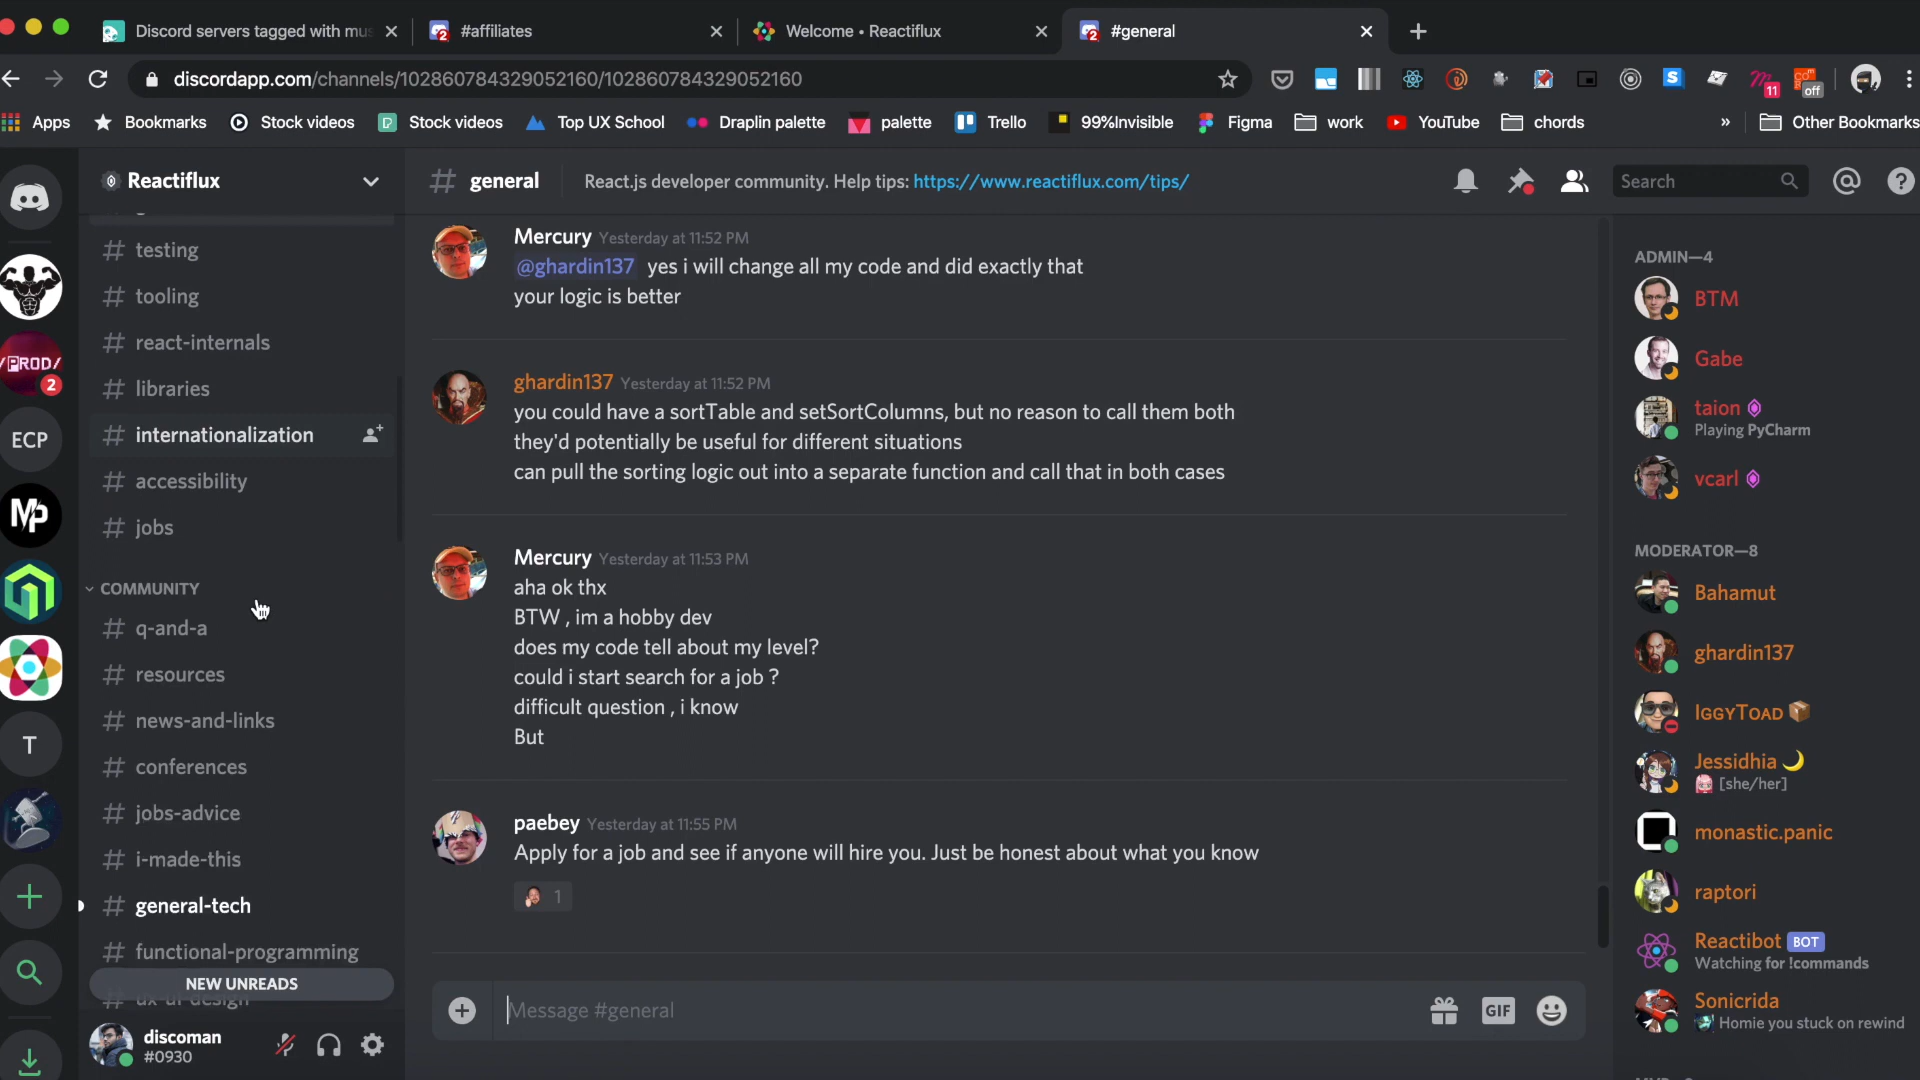 Discord servers tagged with mus
#affiliates
Welcome • Reactiflux
#general
discordapp.com/channels/102860784329052160/102860784329052160
11
off
Apps
Bookmarks
Stock videos
Stock videos
Top UX School
Draplin palette
palette
Trello
99%Invisible
Figma
work
YouTube
chords
»
Other Bookmarks
Reactiflux
# general
React.js developer community. Help tips: https://www.reactiflux.com/tips/
Search
/PROD/
2
ECP
MP
T
# testing
# tooling
# react-internals
# libraries
# internationalization
# accessibility
# jobs
COMMUNITY
# q-and-a
# resources
# news-and-links
# conferences
# jobs-advice
# i-made-this
# general-tech
# functional-programming
NEW UNREADS
# ux-ui-design
discoman
#0930
Mercury Yesterday at 11:52 PM
@ghardin137 yes i will change all my code and did exactly that
your logic is better
ghardin137 Yesterday at 11:52 PM
you could have a sortTable and setSortColumns, but no reason to call them both
they'd potentially be useful for different situations
can pull the sorting logic out into a separate function and call that in both cases
Mercury Yesterday at 11:53 PM
aha ok thx
BTW , im a hobby dev
does my code tell about my level?
could i start search for a job ?
difficult question , i know
But
paebey Yesterday at 11:55 PM
Apply for a job and see if anyone will hire you. Just be honest about what you know
1
Message #general
GIF
ADMIN—4
BTM
Gabe
taion
Playing PyCharm
vcarl
MODERATOR—8
Bahamut
ghardin137
IggyToad
Jessidhia
[she/her]
monastic.panic
raptori
Reactibot BOT
Watching for !commands
Sonicrida
Homie you stuck on rewind